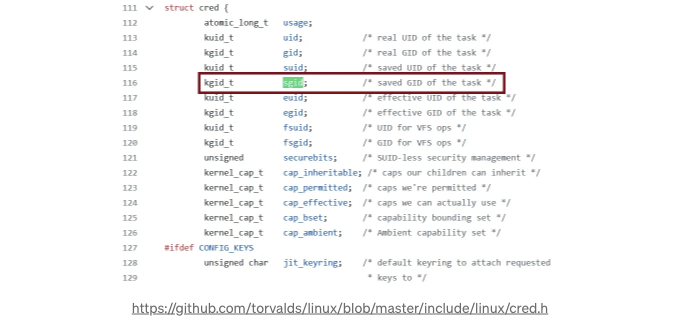 111 struct cred {
112 atomic_long_t usage;
113 kuid_t uid; /* real UID of the task */
114 kgid_t gid; /* real GID of the task */
115 kuid_t suid; /* saved UID of the task */
116 kgid_t /* saved GID of the task */
117 kuid_t euid; /* effective UID of the task */
118 kgid_t egid; /* effective GID of the task */
119 kuid_t fsuid; /* UID for VFS ops */
120 kgid_t fsgid; /* GID for VFS ops */
121 unsigned securebits; /* SUID-less security management */
122 kernel_cap_t cap_inheritable; /* caps our children can inherit */
123 kernel_cap_t cap_permitted; /* caps we're permitted */
124 kernel_cap_t cap_effective; /* caps we can actually use */
125 kernel_cap_t cap_bset; /* capability bounding set */
126 kernel_cap_t cap_ambient; /* Ambient capability set */
127 #ifdef CONFIG_KEYS
128 unsigned char jit_keyring; /* default keyring to attach requested
129 * keys to */
https://github.com/torvalds/linux/blob/master/include/linux/cred.h